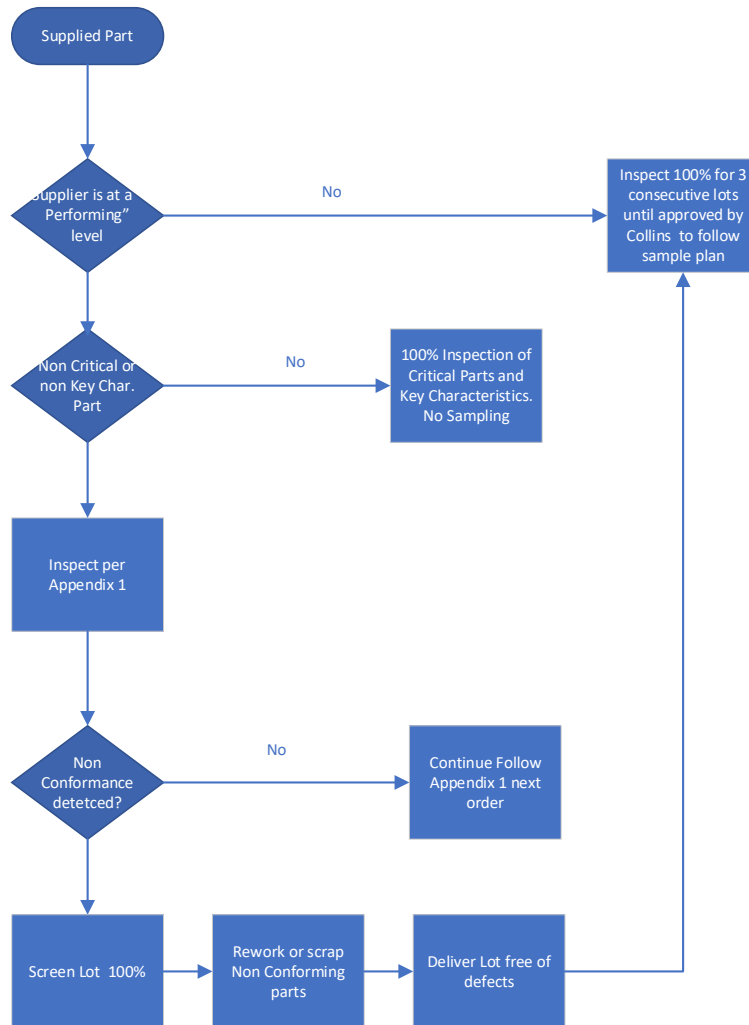 Supplied Part
Supplier is at a
Performing”
level
No
Inspect 100% for 3
consecutive lots
until approved by
Collins to follow
sample plan
Non Critical or
non Key Char.
Part
No
100% Inspection of
Critical Parts and
Key Characteristics.
No Sampling
Inspect per
Appendix 1
Non
Conformance
detetced?
No
Continue Follow
Appendix 1 next
order
Screen Lot 100%
Rework or scrap
Non Conforming
parts
Deliver Lot free of
defects